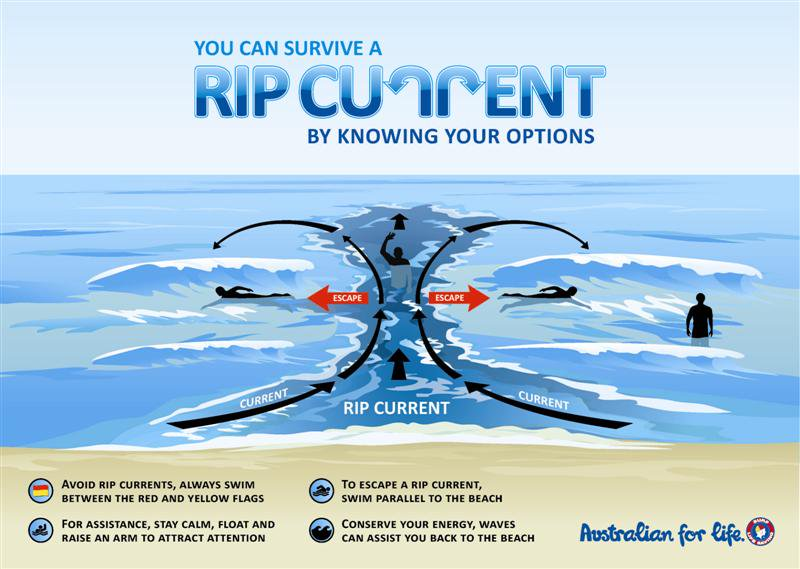 YOU CAN SURVIVE A
RIP CURRENT
BY KNOWING YOUR OPTIONS
ESCAPE
ESCAPE
CURRENT
CURRENT
RIP CURRENT
AVOID RIP CURRENTS, ALWAYS SWIM
BETWEEN THE RED AND YELLOW FLAGS
TO ESCAPE A RIP CURRENT,
SWIM PARALLEL TO THE BEACH
FOR ASSISTANCE, STAY CALM, FLOAT AND
RAISE AN ARM TO ATTRACT ATTENTION
CONSERVE YOUR ENERGY, WAVES
CAN ASSIST YOU BACK TO THE BEACH
Australian for life.